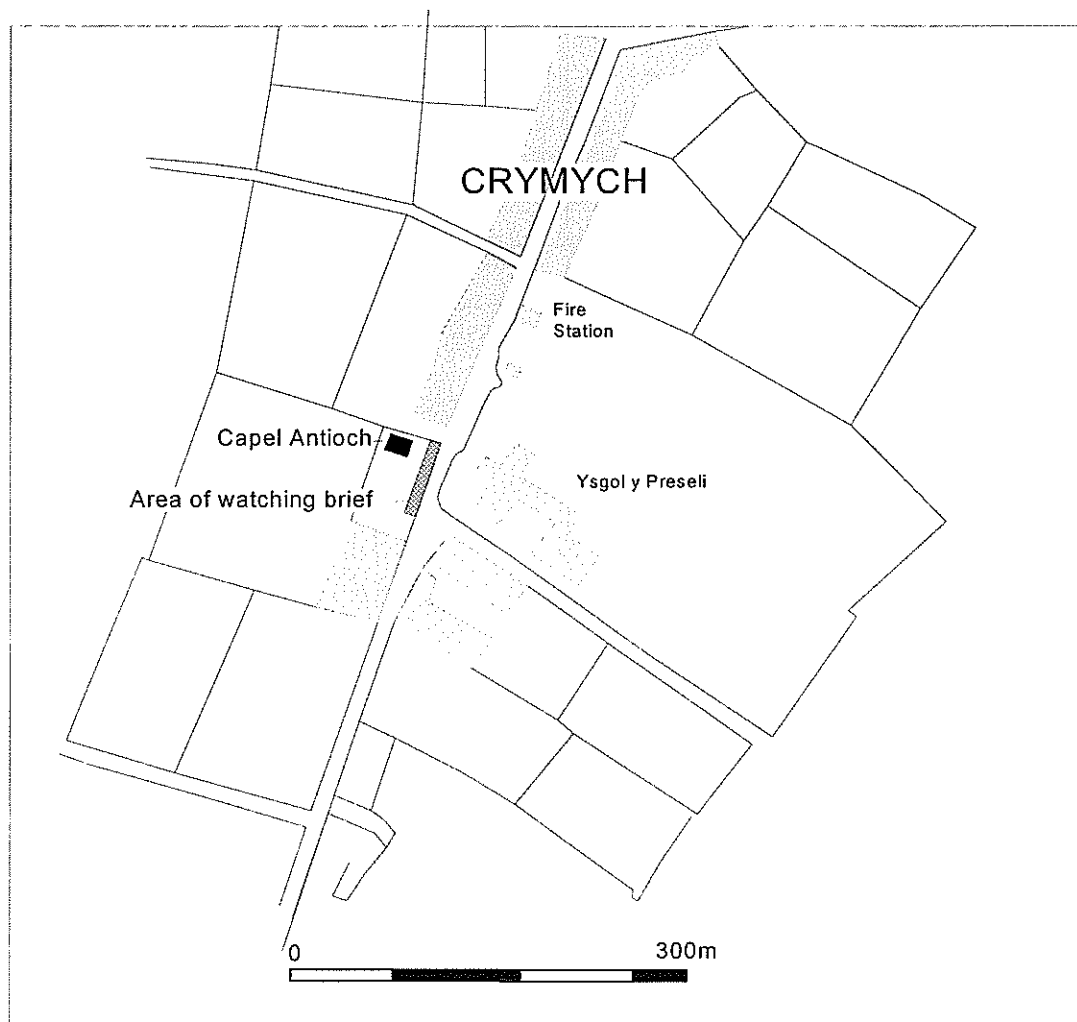 CRYMYCH
Fire
Station
Capel Antioch
Ysgol y Preseli
Area of watching brief
0 300m